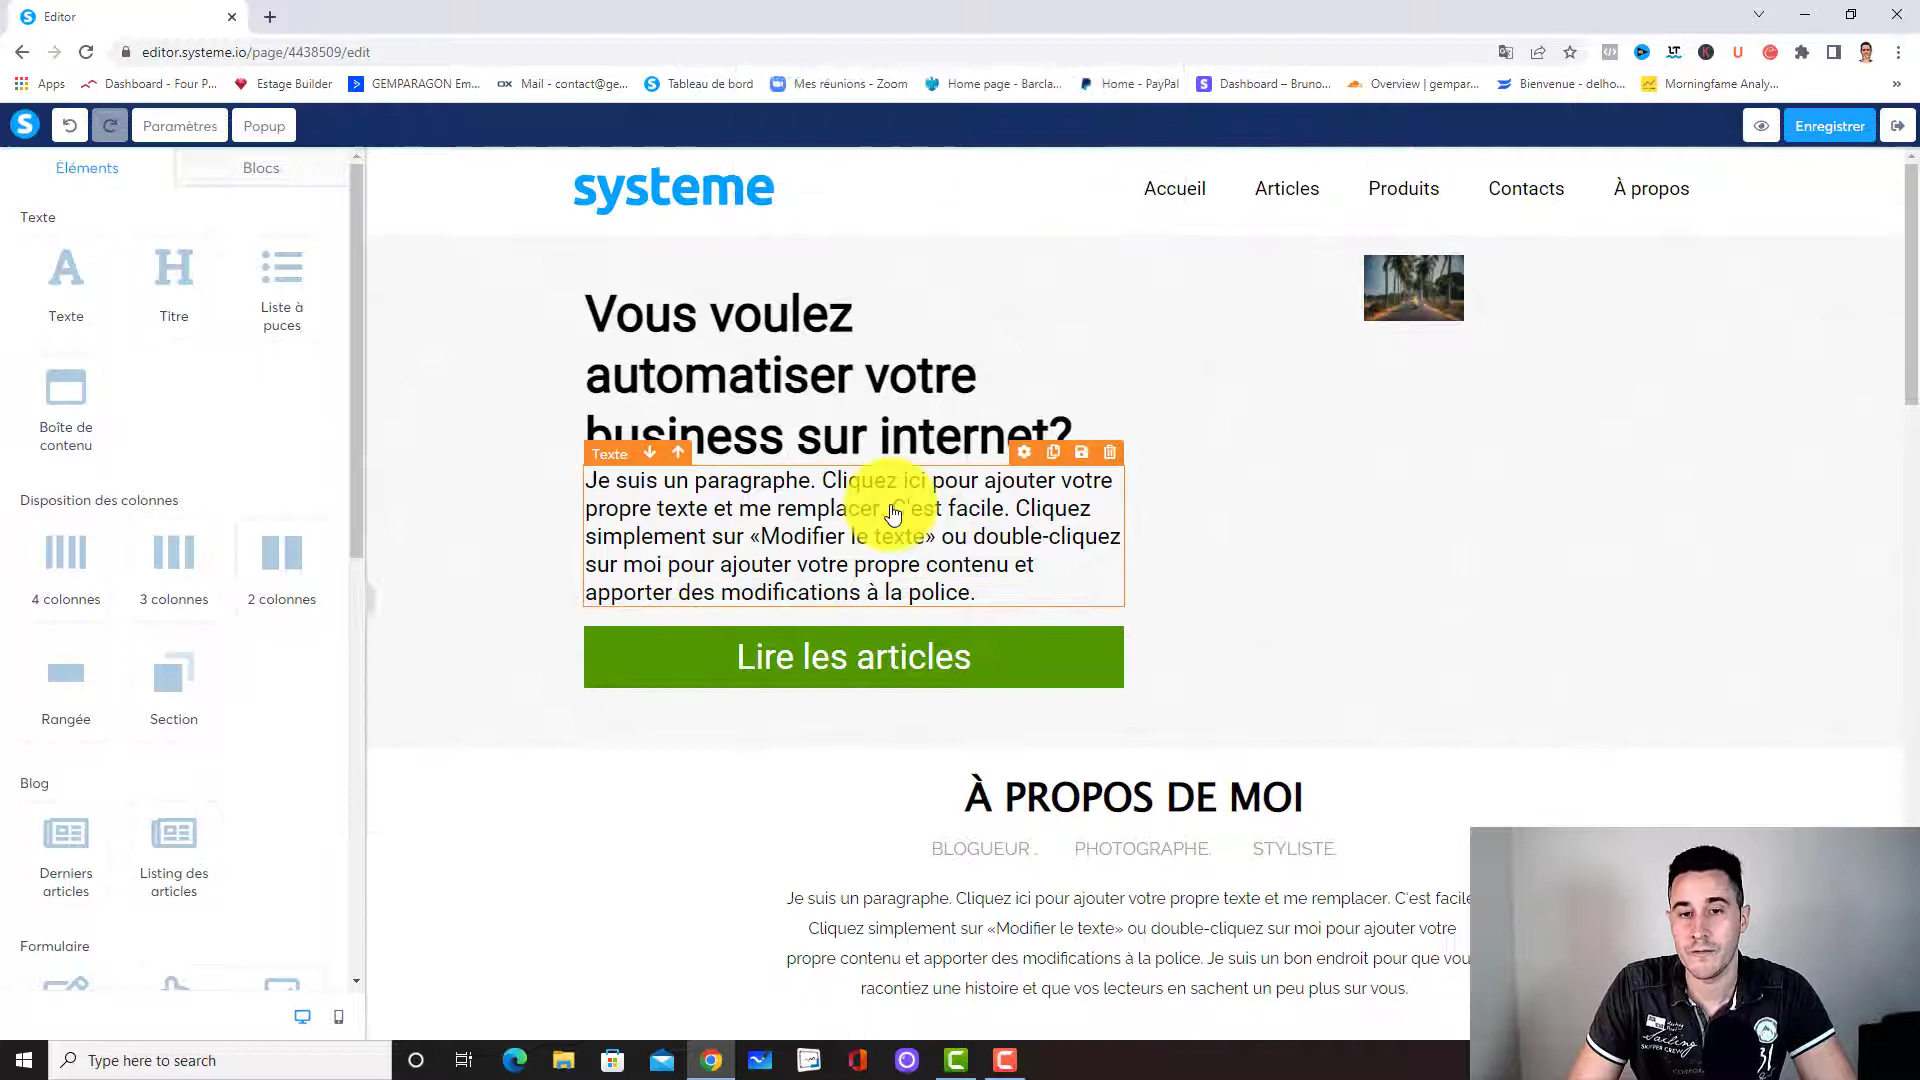 Editor
editor.systeme.io/page/4438509/edit
Apps
Dashboard - Four P...
Estage Builder
GEMPARAGON Em...
Mail - contact@ge...
Tableau de bord
Mes réunions - Zoom
Home page - Barcla...
Home - PayPal
Dashboard – Bruno...
Overview | gempar...
Bienvenue - delho...
Morningfame Analy...
Paramètres
Popup
Enregistrer
Éléments
Blocs
Texte
Texte
Titre
Liste à
puces
Boîte de
contenu
Disposition des colonnes
4 colonnes
3 colonnes
2 colonnes
Rangée
Section
Blog
Derniers
articles
Listing des
articles
Formulaire
systeme
Accueil
Articles
Produits
Contacts
À propos
Vous voulez
automatiser votre
business sur internet?
Texte
Je suis un paragraphe. Cliquez ici pour ajouter votre
propre texte et me remplacer. C'est facile. Cliquez
simplement sur «Modifier le texte» ou double-cliquez
sur moi pour ajouter votre propre contenu et
apporter des modifications à la police.
Lire les articles
À PROPOS DE MOI
BLOGUEUR .
PHOTOGRAPHE.
STYLISTE.
Je suis un paragraphe. Cliquez ici pour ajouter votre propre texte et me remplacer. C'est facile
Cliquez simplement sur «Modifier le texte» ou double-cliquez sur moi pour ajouter votre
propre contenu et apporter des modifications à la police. Je suis un bon endroit pour que vou
racontiez une histoire et que vos lecteurs en sachent un peu plus sur vous.
Type here to search